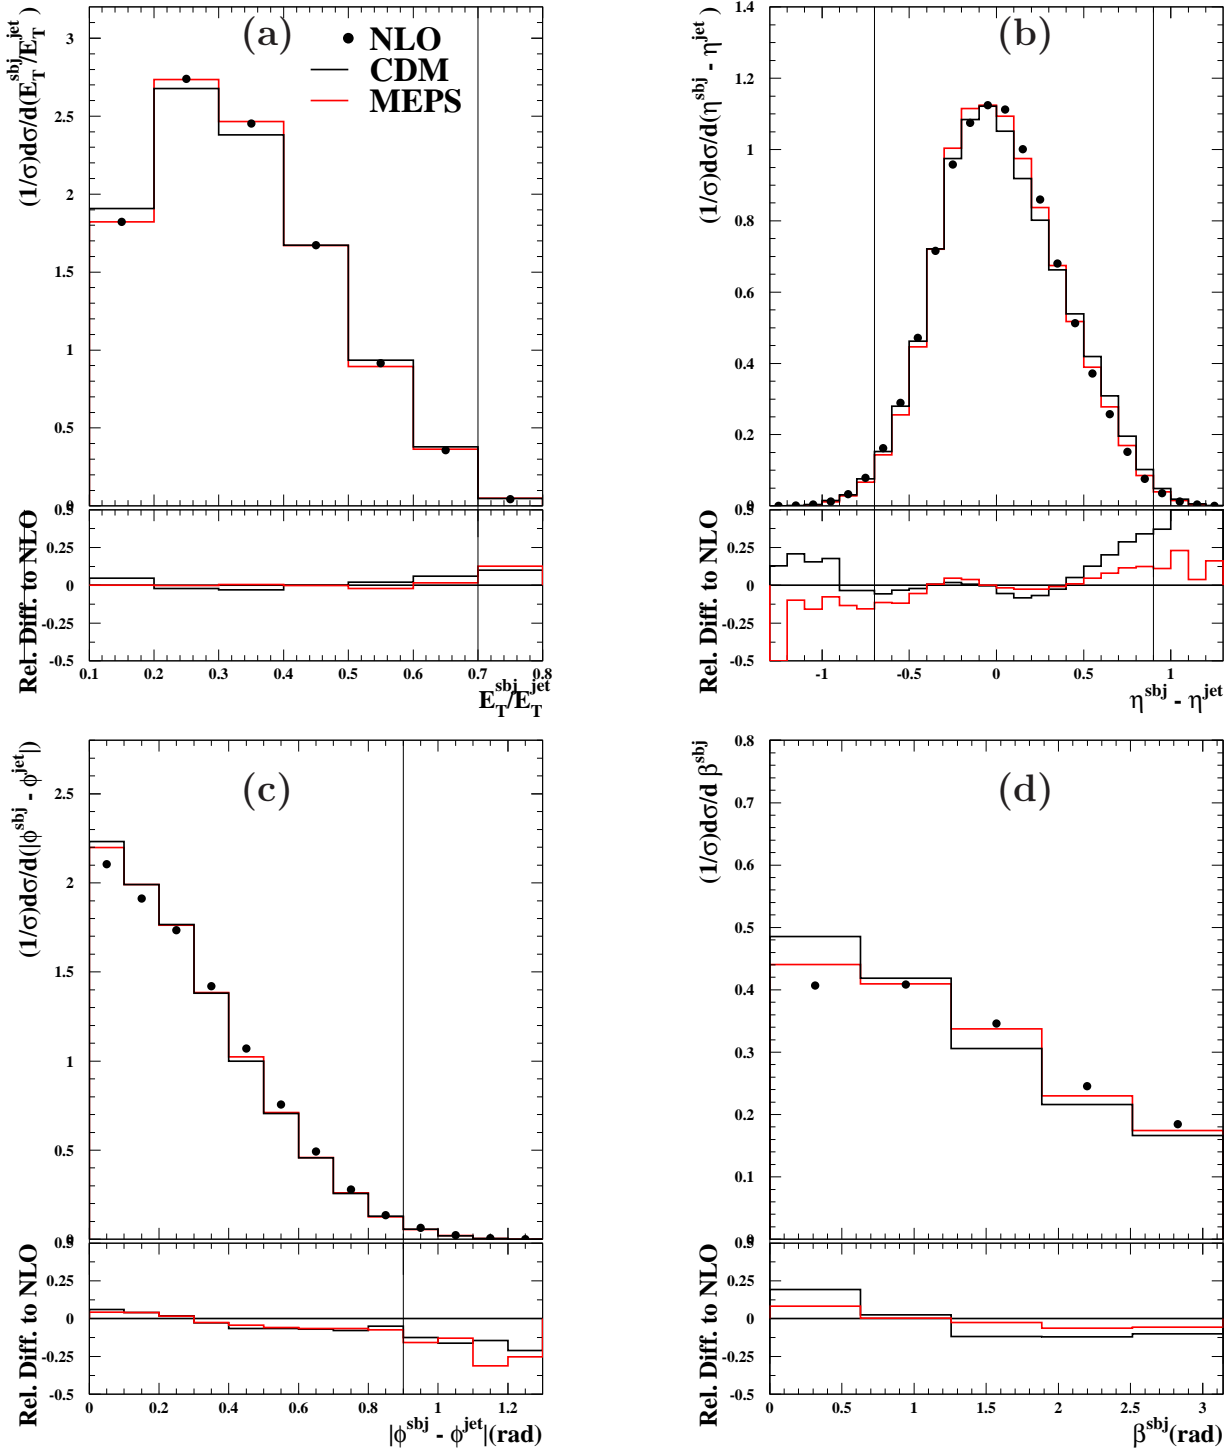 (a)
NLO
CDM
MEPS
(1/σ)dσ/d(E_T^sbj/E_T^jet)
3
2.5
2
1.5
1
0.5
0
Rel. Diff. to NLO
0.25
0
-0.25
-0.5
0.1 0.2 0.3 0.4 0.5 0.6 0.7 0.8
E_T^sbj/E_T^jet
(b)
(1/σ)dσ/d(η^sbj - η^jet)
1.4
1.2
1
0.8
0.6
0.4
0.2
0
Rel. Diff. to NLO
0.5
0.25
0
-0.25
-0.5
-1 -0.5 0 0.5 1
η^sbj - η^jet
(c)
(1/σ)dσ/d(|ϕ^sbj - ϕ^jet|)
2.5
2
1.5
1
0.5
0
Rel. Diff. to NLO
0.5
0.25
0
-0.25
-0.5
0 0.2 0.4 0.6 0.8 1 1.2
|ϕ^sbj - ϕ^jet|(rad)
(d)
(1/σ)dσ/d β^sbj
0.8
0.7
0.6
0.5
0.4
0.3
0.2
0.1
0
Rel. Diff. to NLO
0.5
0.25
0
-0.25
-0.5
0 0.5 1 1.5 2 2.5 3
β^sbj(rad)